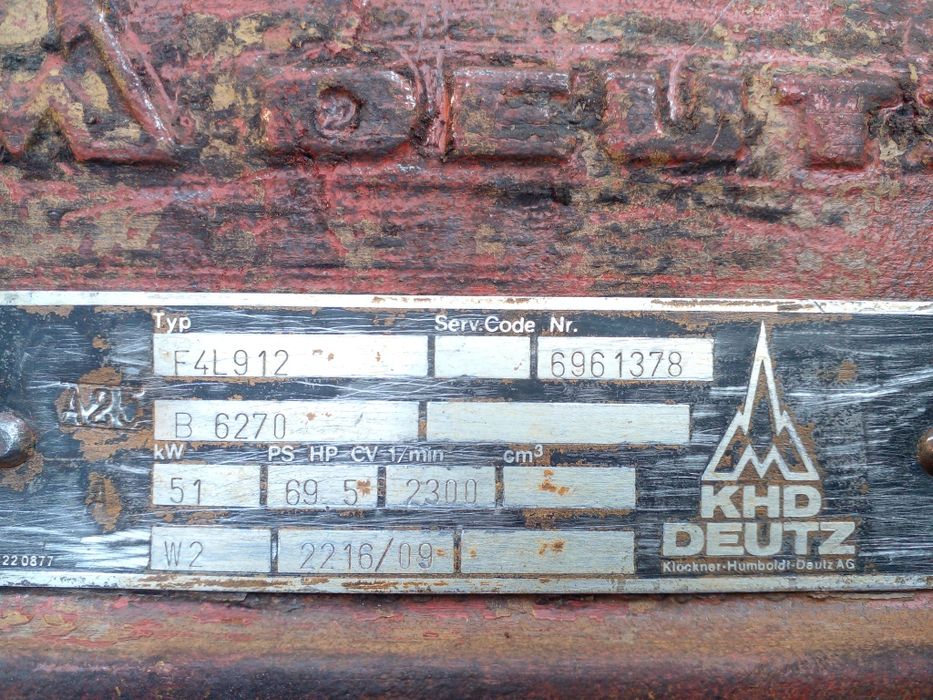 DEUT
Typ Serv.Code Nr.
F4L912 6961378
B 6270
kW PS HP CV 1/min cm³
51 69.5 2300
W2 2216/09
220877
KHD
DEUTZ
Klöckner-Humboldt-Deutz AG